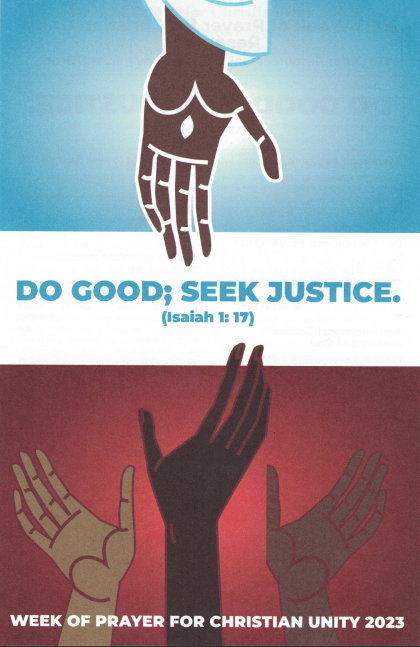 DO GOOD; SEEK JUSTICE.
(Isaiah 1: 17)
WEEK OF PRAYER FOR CHRISTIAN UNITY 2023